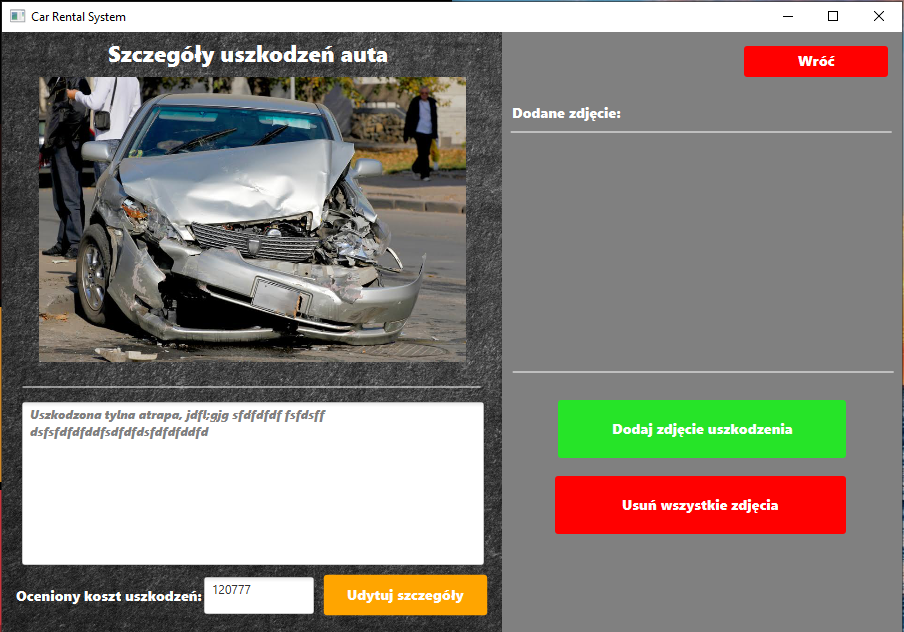 Car Rental System
Szczegóły uszkodzeń auta
Uszkodzona tylna atrapa, jdfl;gjg sfdfdfdf fsfdsff
dsfsfdfdfddfsdfdfdsfdfdfddfd
Oceniony koszt uszkodzeń:
120777
Udytuj szczegóły
Wróć
Dodane zdjęcie:
Dodaj zdjęcie uszkodzenia
Usuń wszystkie zdjęcia